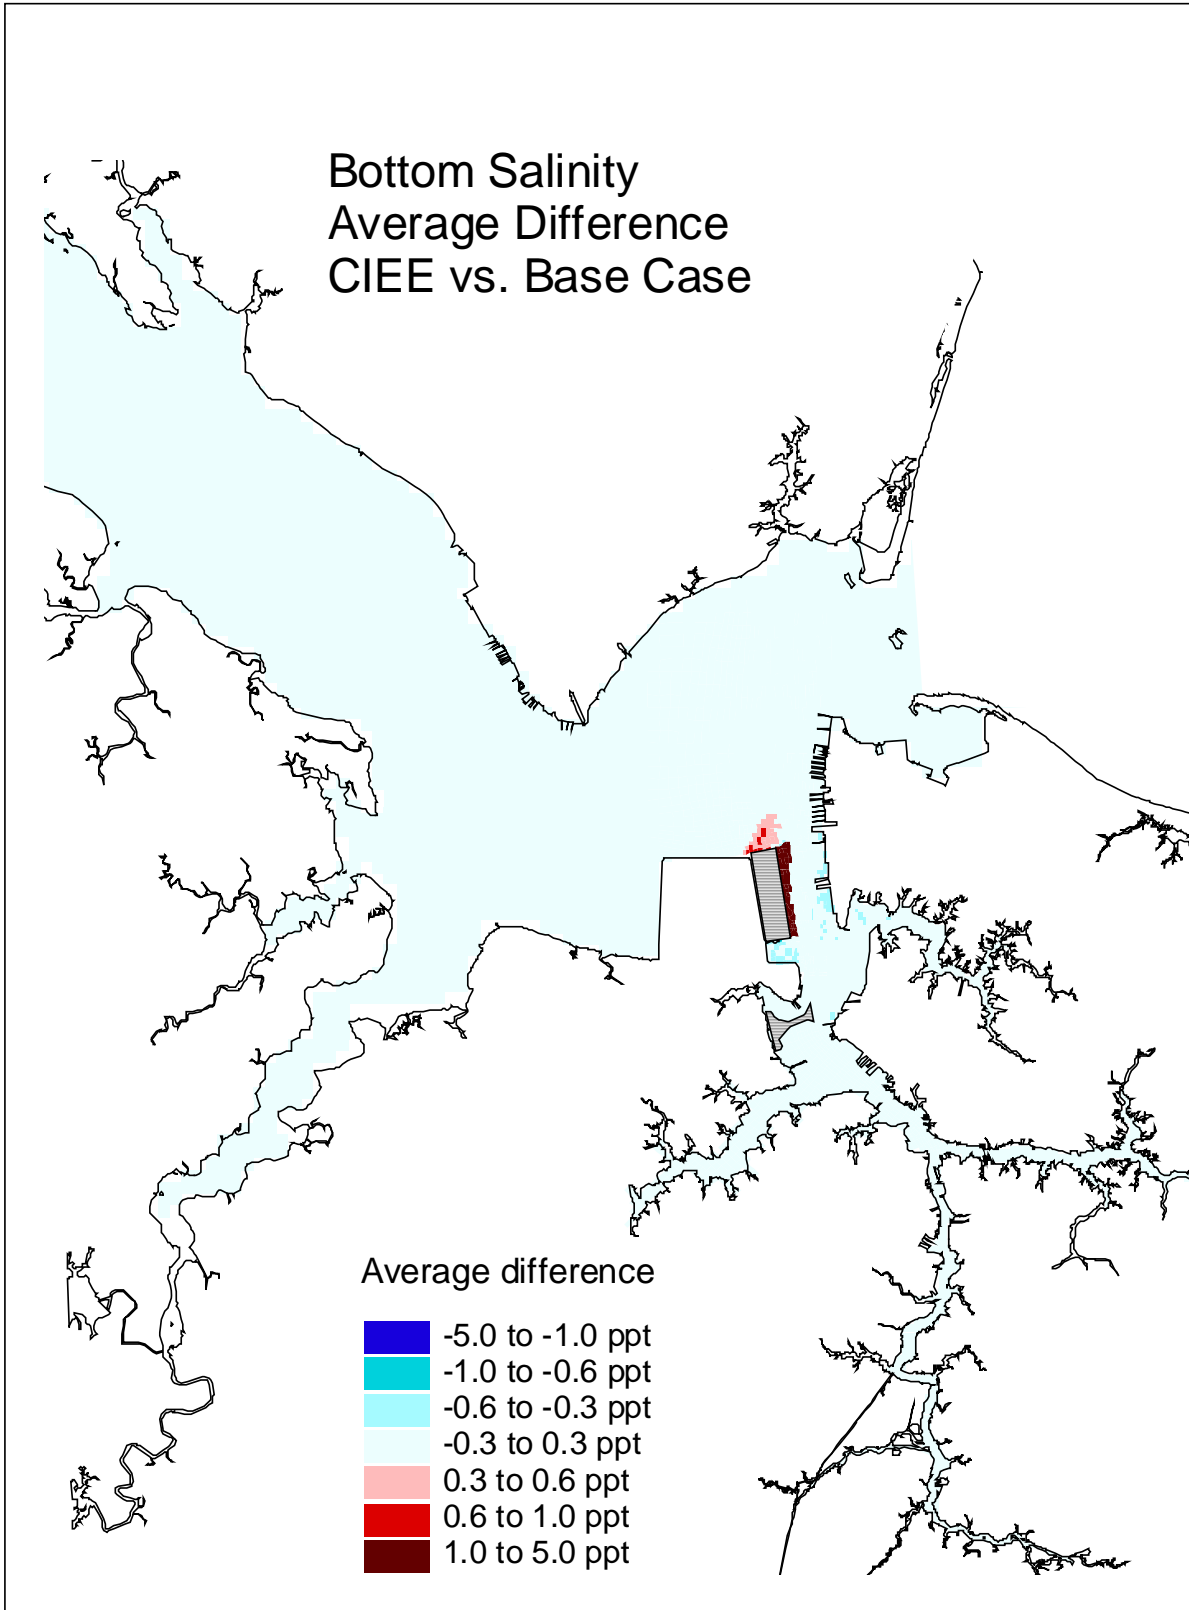 Bottom Salinity
Average Difference
CIEE vs. Base Case
Average difference
-5.0 to -1.0 ppt
-1.0 to -0.6 ppt
-0.6 to -0.3 ppt
-0.3 to 0.3 ppt
0.3 to 0.6 ppt
0.6 to 1.0 ppt
1.0 to 5.0 ppt